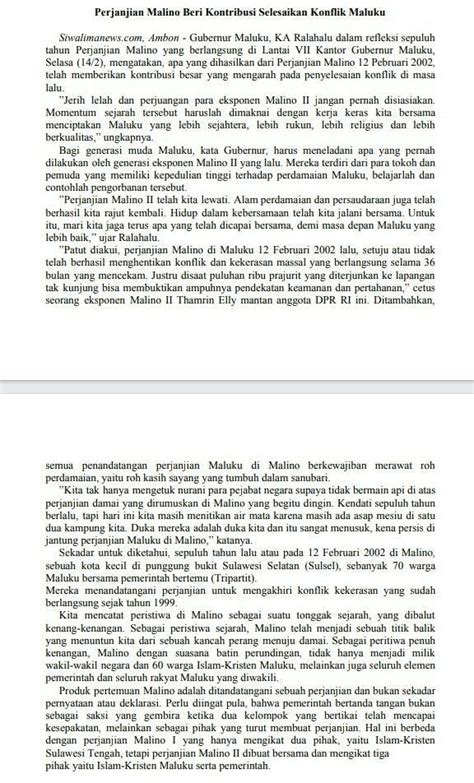 Perjanjian Malino Beri Kontribusi Selesaikan Konflik Maluku
Siwalimanews.com, Ambon - Gubernur Maluku, KA Ralahalu dalam refleksi sepuluh
tahun Perjanjian Malino yang berlangsung di Lantai VII Kantor Gubernur Maluku,
Selasa (14/2), mengatakan, apa yang dihasilkan dari Perjanjian Malino 12 Pebruari 2002,
telah memberikan kontribusi besar yang mengarah pada penyelesaian konflik di masa
lalu.
"Jerih lelah dan perjuangan para eksponen Malino II jangan pernah disiasiakan.
Momentum sejarah tersebut haruslah dimaknai dengan kerja keras kita bersama
menciptakan Maluku yang lebih sejahtera, lebih rukun, lebih religius dan lebih
berkualitas," ungkapnya.
Bagi generasi muda Maluku, kata Gubernur, harus meneladani apa yang pernah
dilakukan oleh generasi eksponen Malino II yang lalu. Mereka terdiri dari para tokoh dan
pemuda yang memiliki kepedulian tinggi terhadap perdamaian Maluku, belajarlah dan
contohlah pengorbanan tersebut.
"Perjanjian Malino II telah kita lewati. Alam perdamaian dan persaudaraan juga telah
berhasil kita rajut kembali. Hidup dalam kebersamaan telah kita jalani bersama. Untuk
itu, mari kita jaga terus apa yang telah dicapai bersama, demi masa depan Maluku yang
lebih baik," ujar Ralahalu.
"Patut diakui, perjanjian Malino di Maluku 12 Februari 2002 lalu, setuju atau tidak
telah berhasil menghentikan konflik dan kekerasan massal yang berlangsung selama 36
bulan yang mencekam. Justru disaat puluhan ribu prajurit yang diterjunkan ke lapangan
tak kunjung bisa membuktikan ampuhnya pendekatan keamanan dan pertahanan," cetus
seorang eksponen Malino II Thamrin Elly mantan anggota DPR RI ini. Ditambahkan,
semua penandatangan perjanjian Maluku di Malino berkewajiban merawat roh
perdamaian, yaitu roh kasih sayang yang tumbuh dalam sanubari.
"Kita tak hanya mengetuk nurani para pejabat negara supaya tidak bermain api di atas
perjanjian damai yang dirumuskan di Malino yang begitu dingin. Kendati sepuluh tahun
berlalu, tapi hari ini kita masih menitikan air mata karena masih ada asap mesiu di satu
dua kampung kita. Duka mereka adalah duka kita dan itu sangat menusuk, kena persis di
jantung perjanjian Maluku di Malino," katanya.
Sekadar untuk diketahui, sepuluh tahun lalu atau pada 12 Februari 2002 di Malino,
sebuah kota kecil di punggung bukit Sulawesi Selatan (Sulsel), sebanyak 70 warga
Maluku bersama pemerintah bertemu (Tripartit).
Mereka menandatangani perjanjian untuk mengakhiri konflik kekerasan yang sudah
berlangsung sejak tahun 1999.
Kita mencatat peristiwa di Malino sebagai suatu tonggak sejarah, yang dibalut
kenang-kenangan. Sebagai peristiwa sejarah, Malino telah menjadi sebuah titik balik
yang menuntun kita dari sebuah kancah perang menuju damai. Sebagai peritiwa penuh
kenangan, Malino dengan suasana batin perundingan, tidak hanya menjadi milik
wakil-wakil negara dan 60 warga Islam-Kristen Maluku, melainkan juga seluruh elemen
pemerintah dan seluruh rakyat Maluku yang diwakili.
Produk pertemuan Malino adalah ditandatangani sebuah perjanjian dan bukan sekadar
pernyataan atau deklarasi. Perlu diingat pula, bahwa pemerintah bertanda tangan bukan
sebagai saksi yang gembira ketika dua kelompok yang bertikai telah mencapai
kesepakatan, melainkan sebagai pihak yang turut membuat perjanjian. Hal ini berbeda
dengan perjanjian Malino I yang hanya mengikat dua pihak, yaitu Islam-Kristen
Sulawesi Tengah, tetapi perjanjian Malino II dibuat bersama dan mengikat tiga
pihak yaitu Islam-Kristen Maluku serta pemerintah.